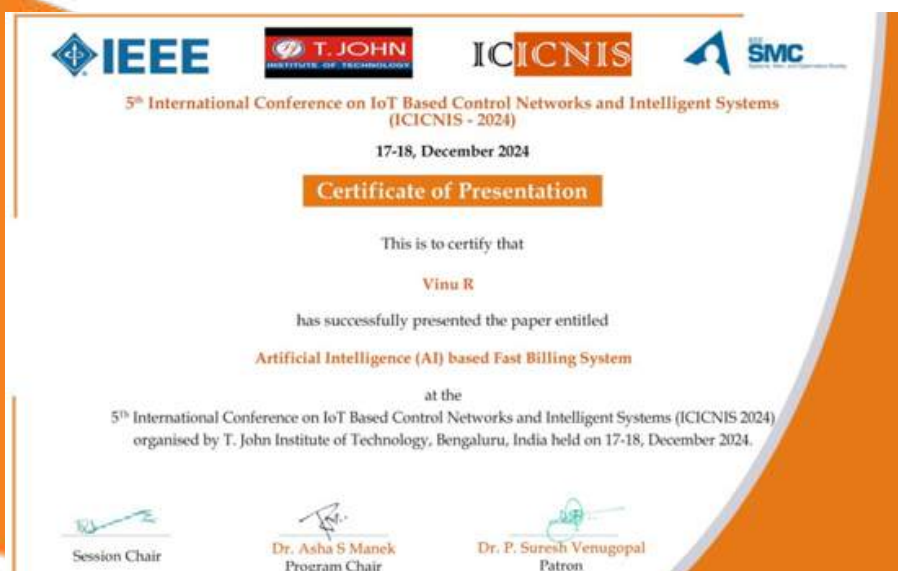 IEEE
T. JOHN
INSTITUTE OF TECHNOLOGY
ICICNIS
IEEE
SMC
5th International Conference on IoT Based Control Networks and Intelligent Systems
(ICICNIS - 2024)
17-18, December 2024
Certificate of Presentation
This is to certify that
Vinu R
has successfully presented the paper entitled
Artificial Intelligence (AI) based Fast Billing System
at the
5Th International Conference on IoT Based Control Networks and Intelligent Systems (ICICNIS 2024)
organised by T. John Institute of Technology, Bengaluru, India held on 17-18, December 2024.
Session Chair
Dr. Asha S Manek
Program Chair
Dr. P. Suresh Venugopal
Patron